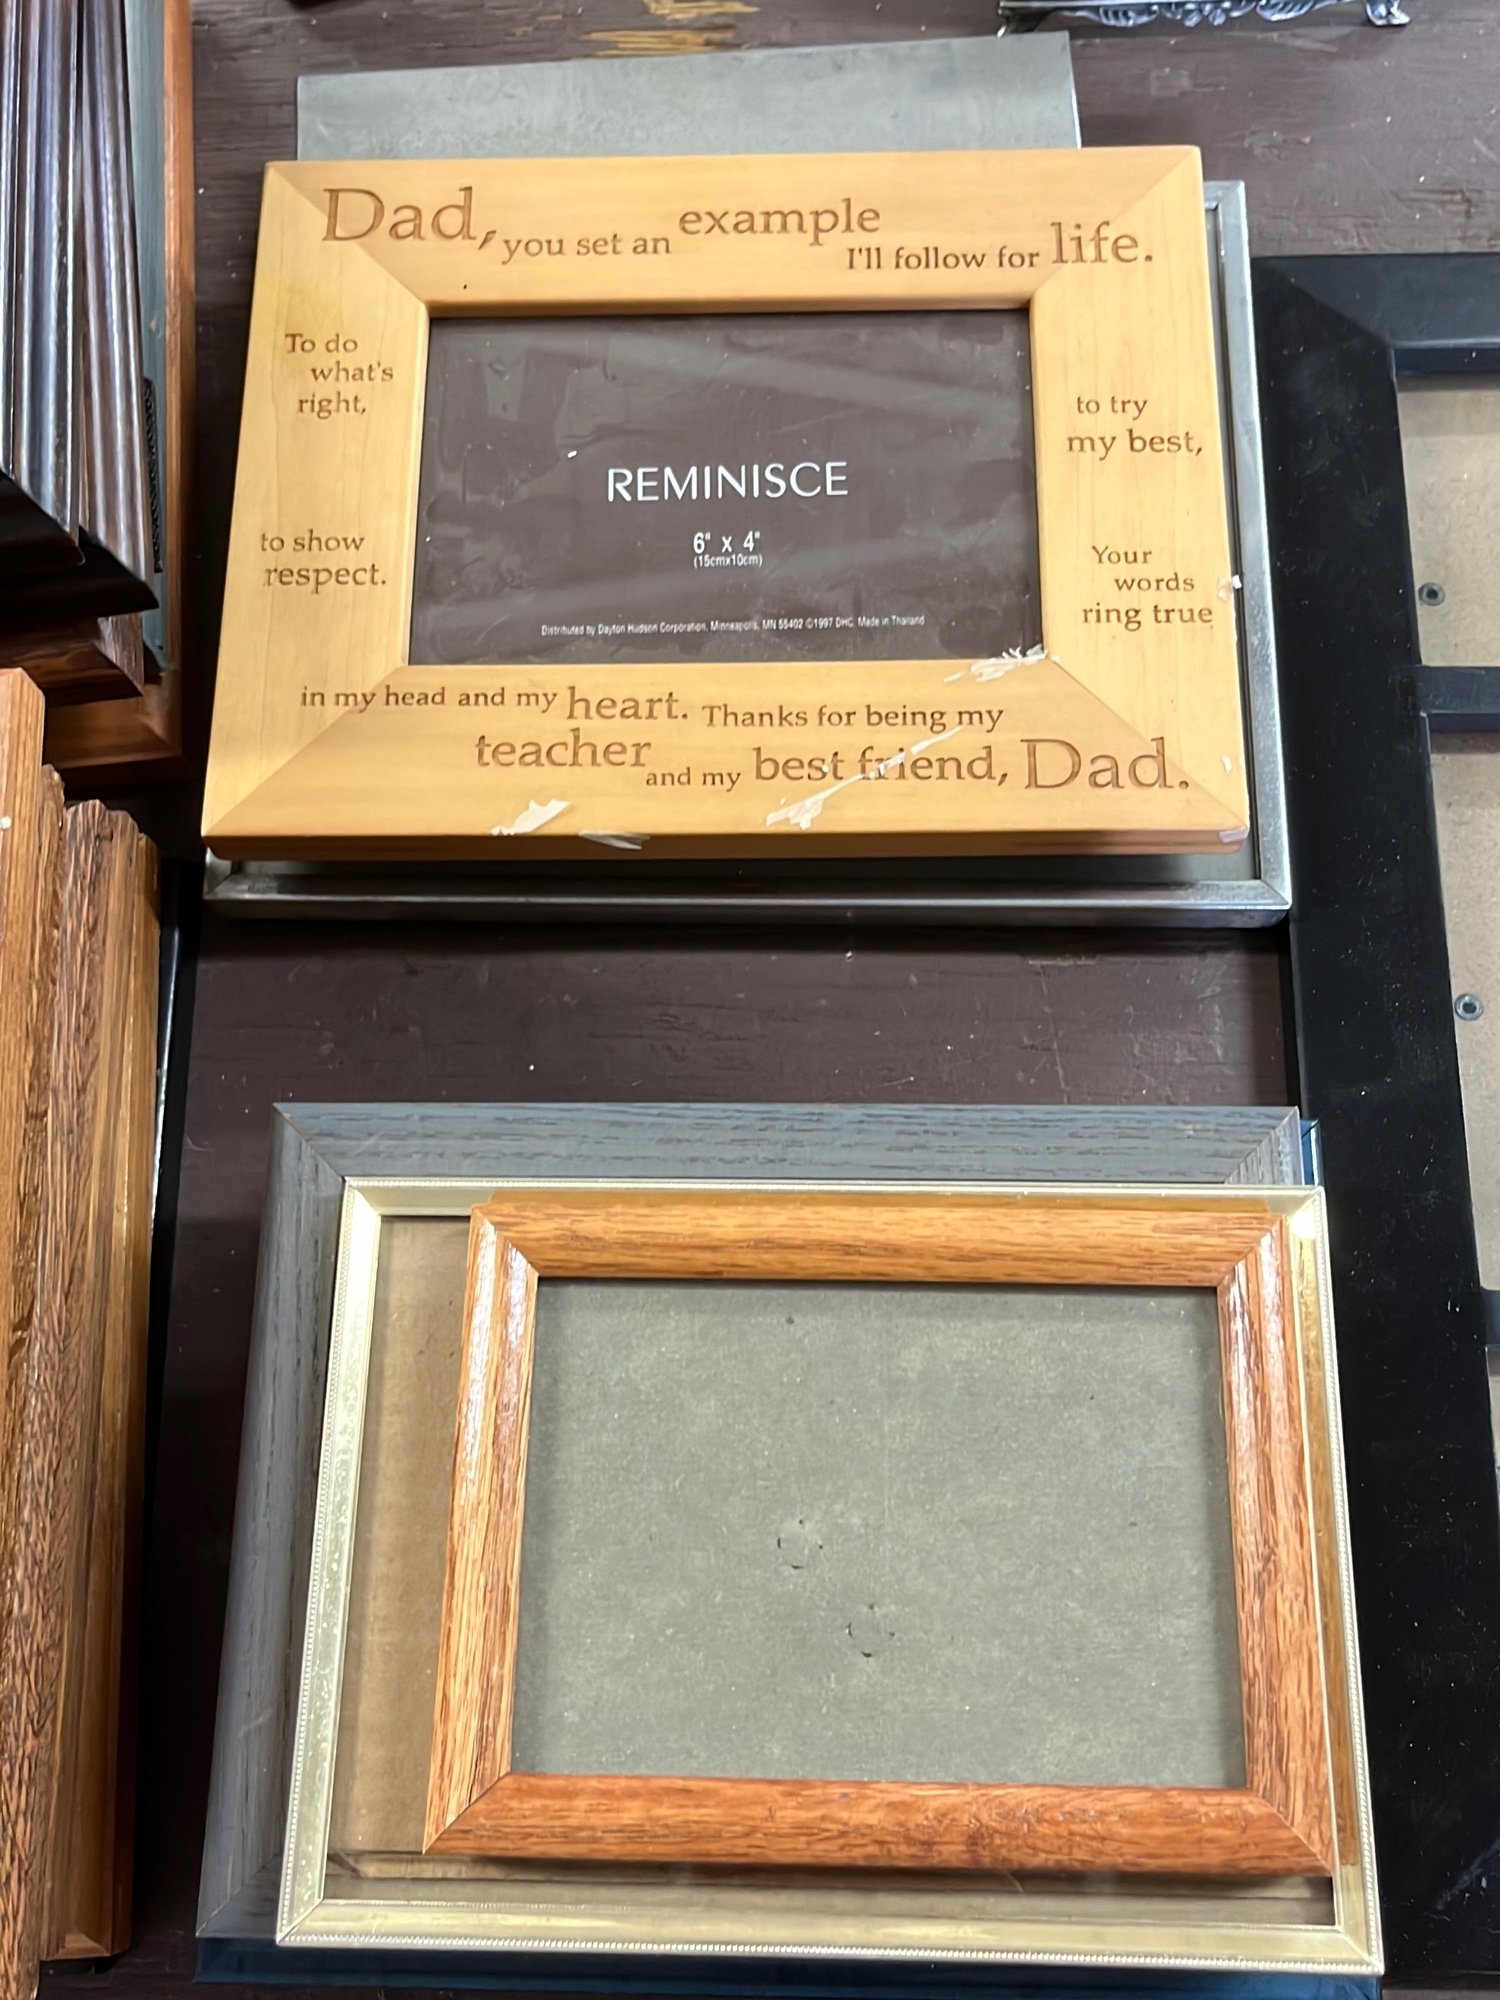 Dad, you set an example
I'll follow for life.
To do
what's
right,
to try
my best,
to show
respect.
Your
words
ring true
in my head and my heart. Thanks for being my
teacher and my best friend, Dad.
REMINISCE
6" x 4"
(15cmx10cm)
Distributed by Dayton Hudson Corporation, Minneapolis, MN 55402 ©1997 DHC. Made in Thailand